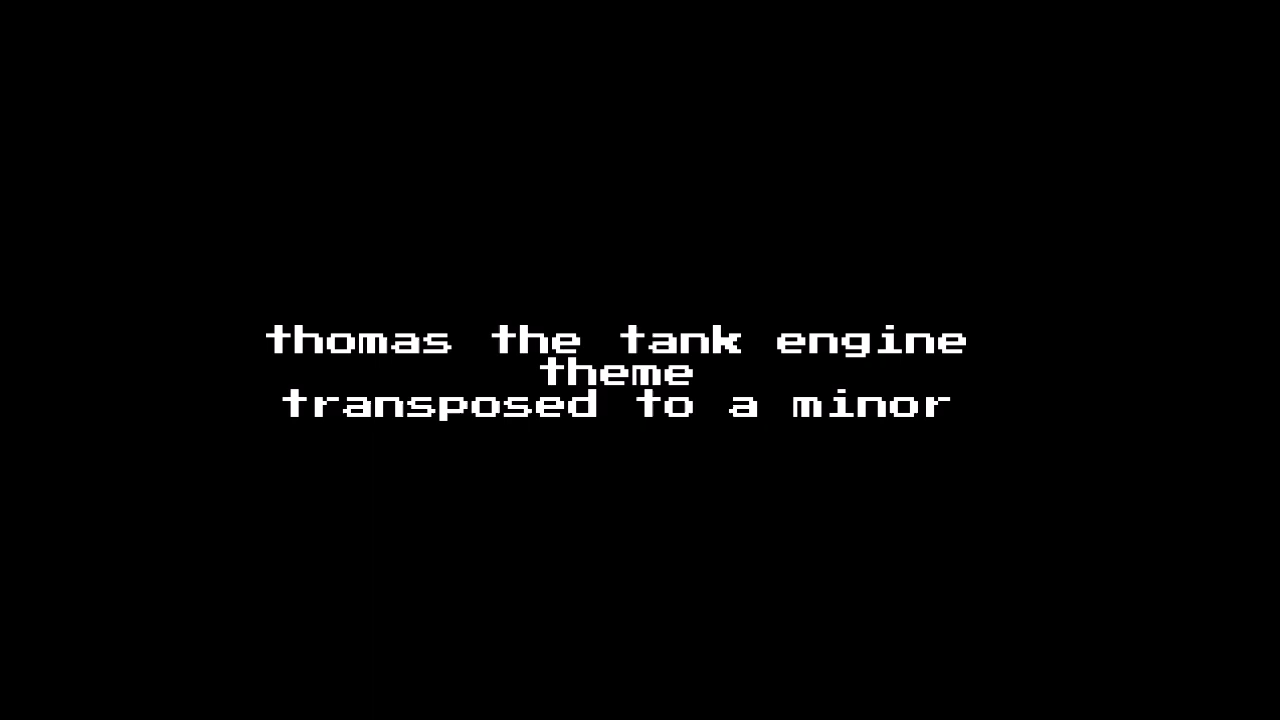 thomas the tank engine
theme
transposed to a minor